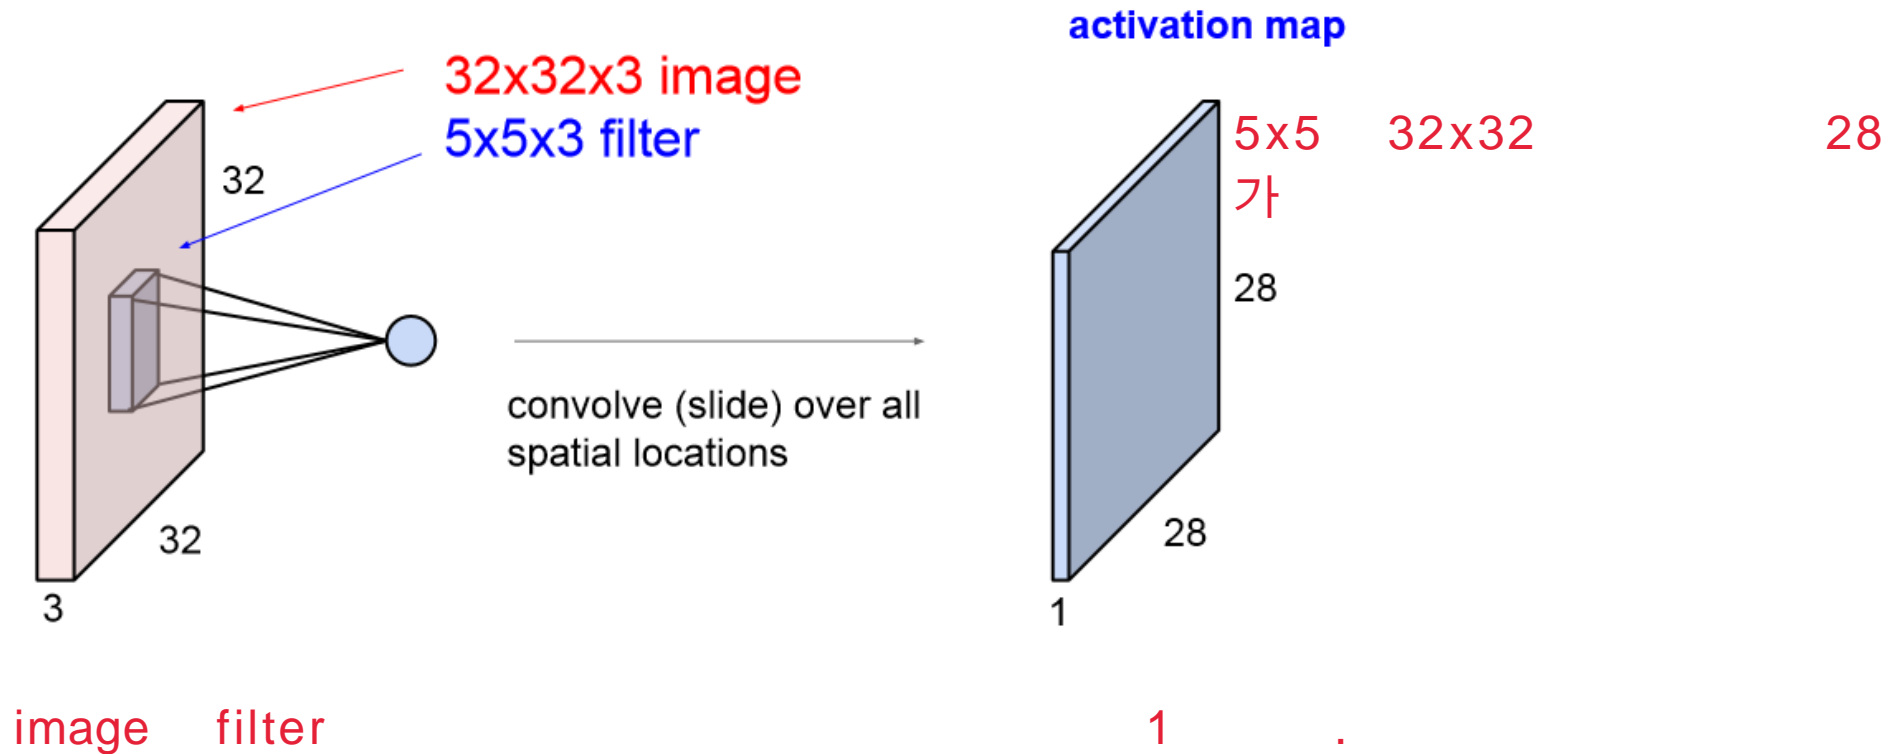 activation map
32x32x3 image
5x5x3 filter
32
32
3
convolve (slide) over all
spatial locations
5x5 32x32 28
가
28
28
1
image filter 1 .